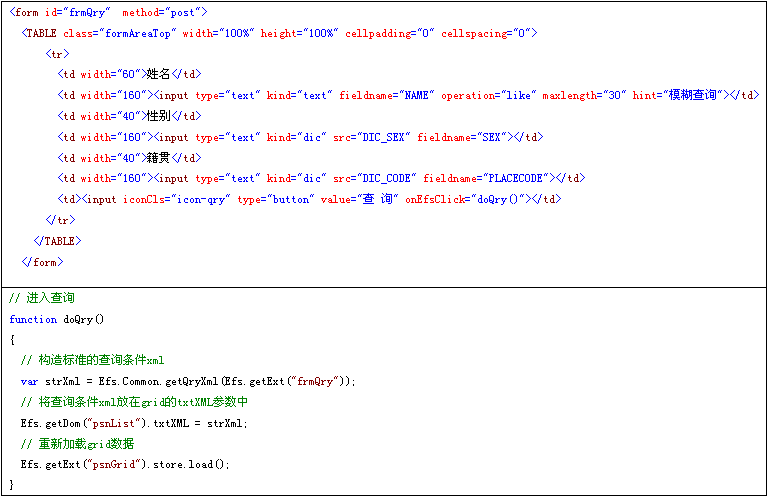 <form id="frmQry"  method="post">
<TABLE class="formAreaTop" width="100%" height="100%" cellpadding="0" cellspacing="0">
<tr>
<td width="60">姓名</td>
<td width="160"><input type="text" kind="text" fieldname="NAME" operation="like" maxlength="30" hint="模糊查询"></td>
<td width="40">性别</td>
<td width="160"><input type="text" kind="dic" src="DIC_SEX" fieldname="SEX"></td>
<td width="40">籍贯</td>
<td width="160"><input type="text" kind="dic" src="DIC_CODE" fieldname="PLACECODE"></td>
<td><input iconCls="icon-qry" type="button" value="查 询" onEfsClick="doQry()"></td>
</tr>
</TABLE>
</form>
// 进入查询
function doQry()
{
// 构造标准的查询条件xml
var strXml = Efs.Common.getQryXml(Efs.getExt("frmQry"));
// 将查询条件xml放在grid的txtXML参数中
Efs.getDom("psnList").txtXML = strXml;
// 重新加载grid数据
Efs.getExt("psnGrid").store.load();
}